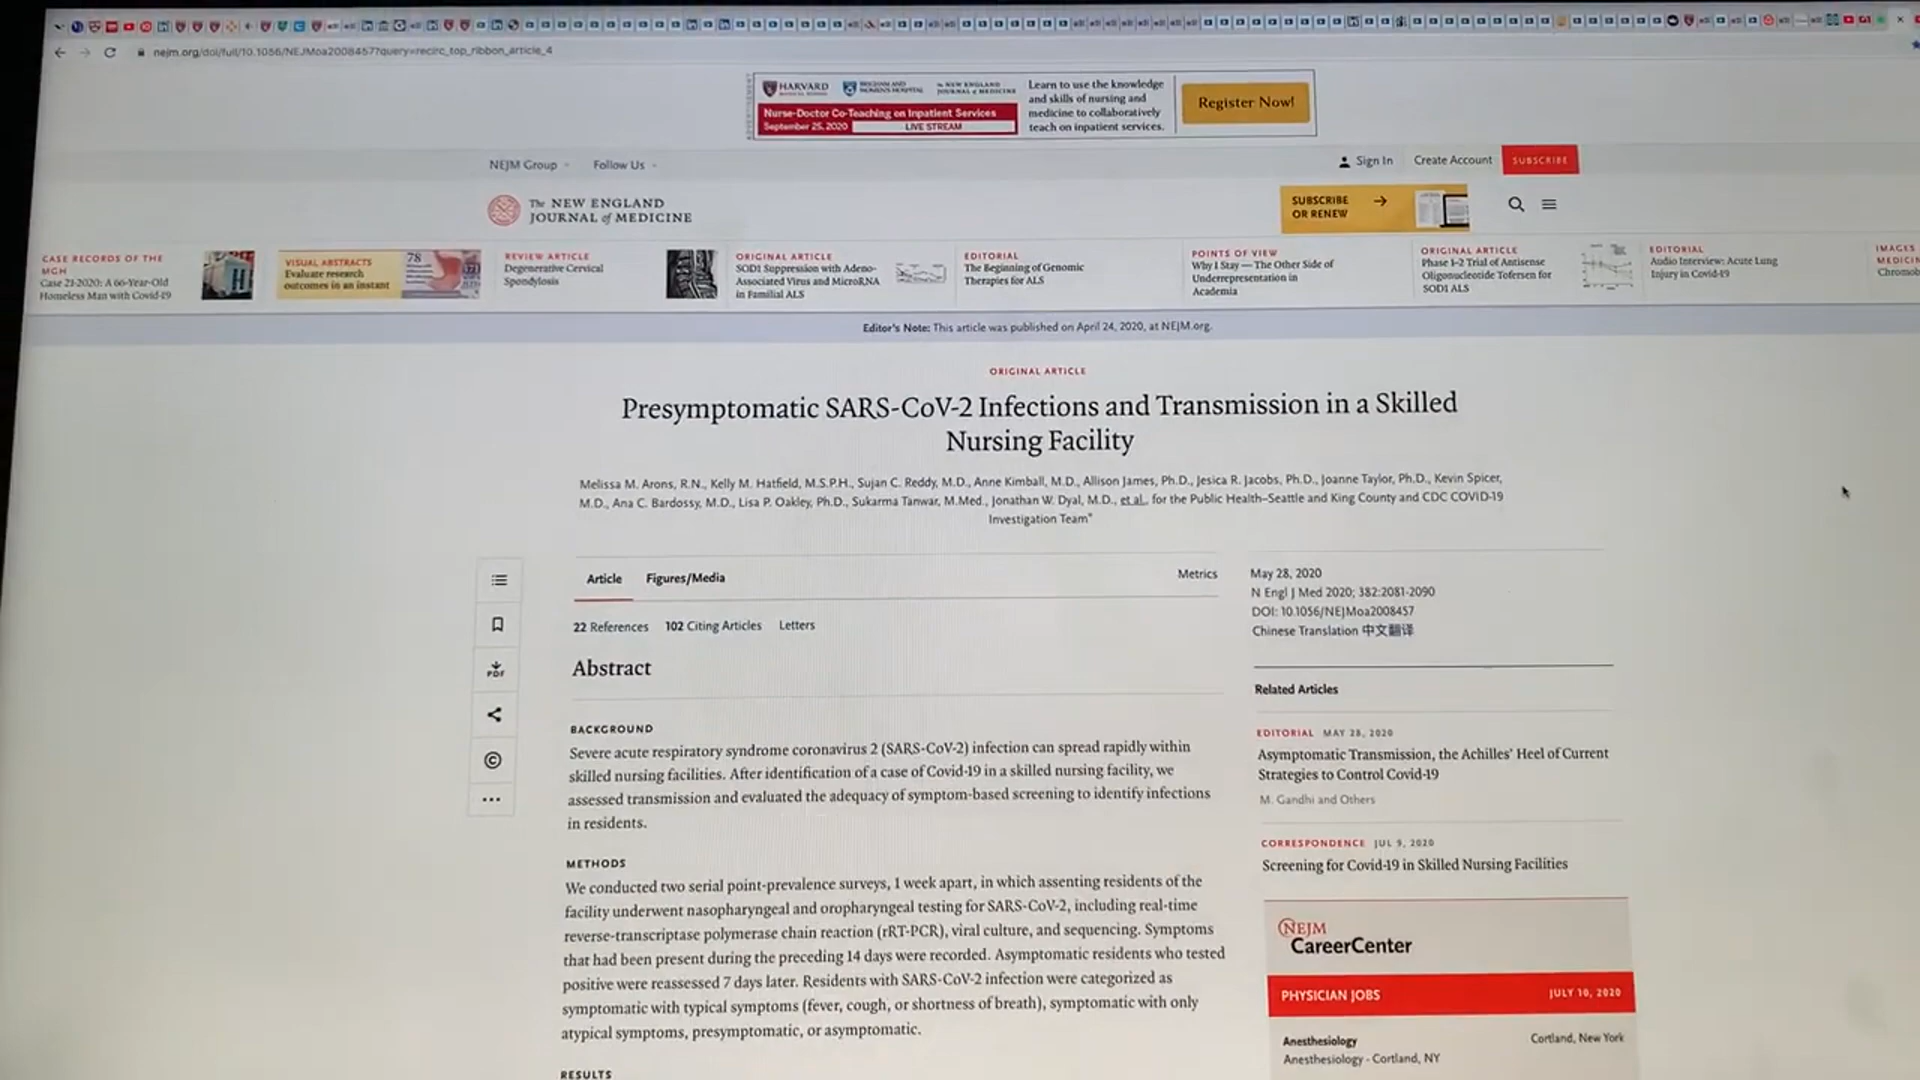 nejm.org/doi/full/10.1056/NEJMoa2008457?query=recirc_top_ribbon_article_4
HARVARD
MEDICAL SCHOOL
BRIGHAM AND
WOMEN'S HOSPITAL
The NEW ENGLAND
JOURNAL of MEDICINE
Nurse-Doctor Co-Teaching on Inpatient Services
September 25, 2020 LIVE STREAM
Learn to use the knowledge
and skills of nursing and
medicine to collaboratively
teach on inpatient services.
Register Now!
NEJM Group Follow Us
Sign In Create Account SUBSCRIBE
The NEW ENGLAND
JOURNAL of MEDICINE
SUBSCRIBE
OR RENEW
CASE RECORDS OF THE
MGH
Case 21-2020: A 66-Year-Old
Homeless Man with Covid-19
VISUAL ABSTRACTS
Evaluate research
outcomes in an instant
78
REVIEW ARTICLE
Degenerative Cervical
Spondylosis
ORIGINAL ARTICLE
SOD1 Suppression with Adeno-
Associated Virus and MicroRNA
in Familial ALS
EDITORIAL
The Beginning of Genomic
Therapies for ALS
POINTS OF VIEW
Why I Stay — The Other Side of
Underrepresentation in
Academia
ORIGINAL ARTICLE
Phase 1–2 Trial of Antisense
Oligonucleotide Tofersen for
SOD1 ALS
EDITORIAL
Audio Interview: Acute Lung
Injury in Covid-19
IMAGES
MEDICIN
Chromob
Editor's Note: This article was published on April 24, 2020, at NEJM.org.
ORIGINAL ARTICLE
Presymptomatic SARS-CoV-2 Infections and Transmission in a Skilled
Nursing Facility
Melissa M. Arons, R.N., Kelly M. Hatfield, M.S.P.H., Sujan C. Reddy, M.D., Anne Kimball, M.D., Allison James, Ph.D., Jesica R. Jacobs, Ph.D., Joanne Taylor, Ph.D., Kevin Spicer,
M.D., Ana C. Bardossy, M.D., Lisa P. Oakley, Ph.D., Sukarma Tanwar, M.Med., Jonathan W. Dyal, M.D., et al., for the Public Health–Seattle and King County and CDC COVID-19
Investigation Team*
Article Figures/Media Metrics
22 References 102 Citing Articles Letters
Abstract
BACKGROUND
Severe acute respiratory syndrome coronavirus 2 (SARS-CoV-2) infection can spread rapidly within
skilled nursing facilities. After identification of a case of Covid-19 in a skilled nursing facility, we
assessed transmission and evaluated the adequacy of symptom-based screening to identify infections
in residents.
METHODS
We conducted two serial point-prevalence surveys, 1 week apart, in which assenting residents of the
facility underwent nasopharyngeal and oropharyngeal testing for SARS-CoV-2, including real-time
reverse-transcriptase polymerase chain reaction (rRT-PCR), viral culture, and sequencing. Symptoms
that had been present during the preceding 14 days were recorded. Asymptomatic residents who tested
positive were reassessed 7 days later. Residents with SARS-CoV-2 infection were categorized as
symptomatic with typical symptoms (fever, cough, or shortness of breath), symptomatic with only
atypical symptoms, presymptomatic, or asymptomatic.
RESULTS
PDF
May 28, 2020
N Engl J Med 2020; 382:2081-2090
DOI: 10.1056/NEJMoa2008457
Chinese Translation 中文翻译
Related Articles
EDITORIAL MAY 28, 2020
Asymptomatic Transmission, the Achilles' Heel of Current
Strategies to Control Covid-19
M. Gandhi and Others
CORRESPONDENCE JUL 9, 2020
Screening for Covid-19 in Skilled Nursing Facilities
NEJM
CareerCenter
PHYSICIAN JOBS JULY 10, 2020
Anesthesiology Cortland, New York
Anesthesiology - Cortland, NY